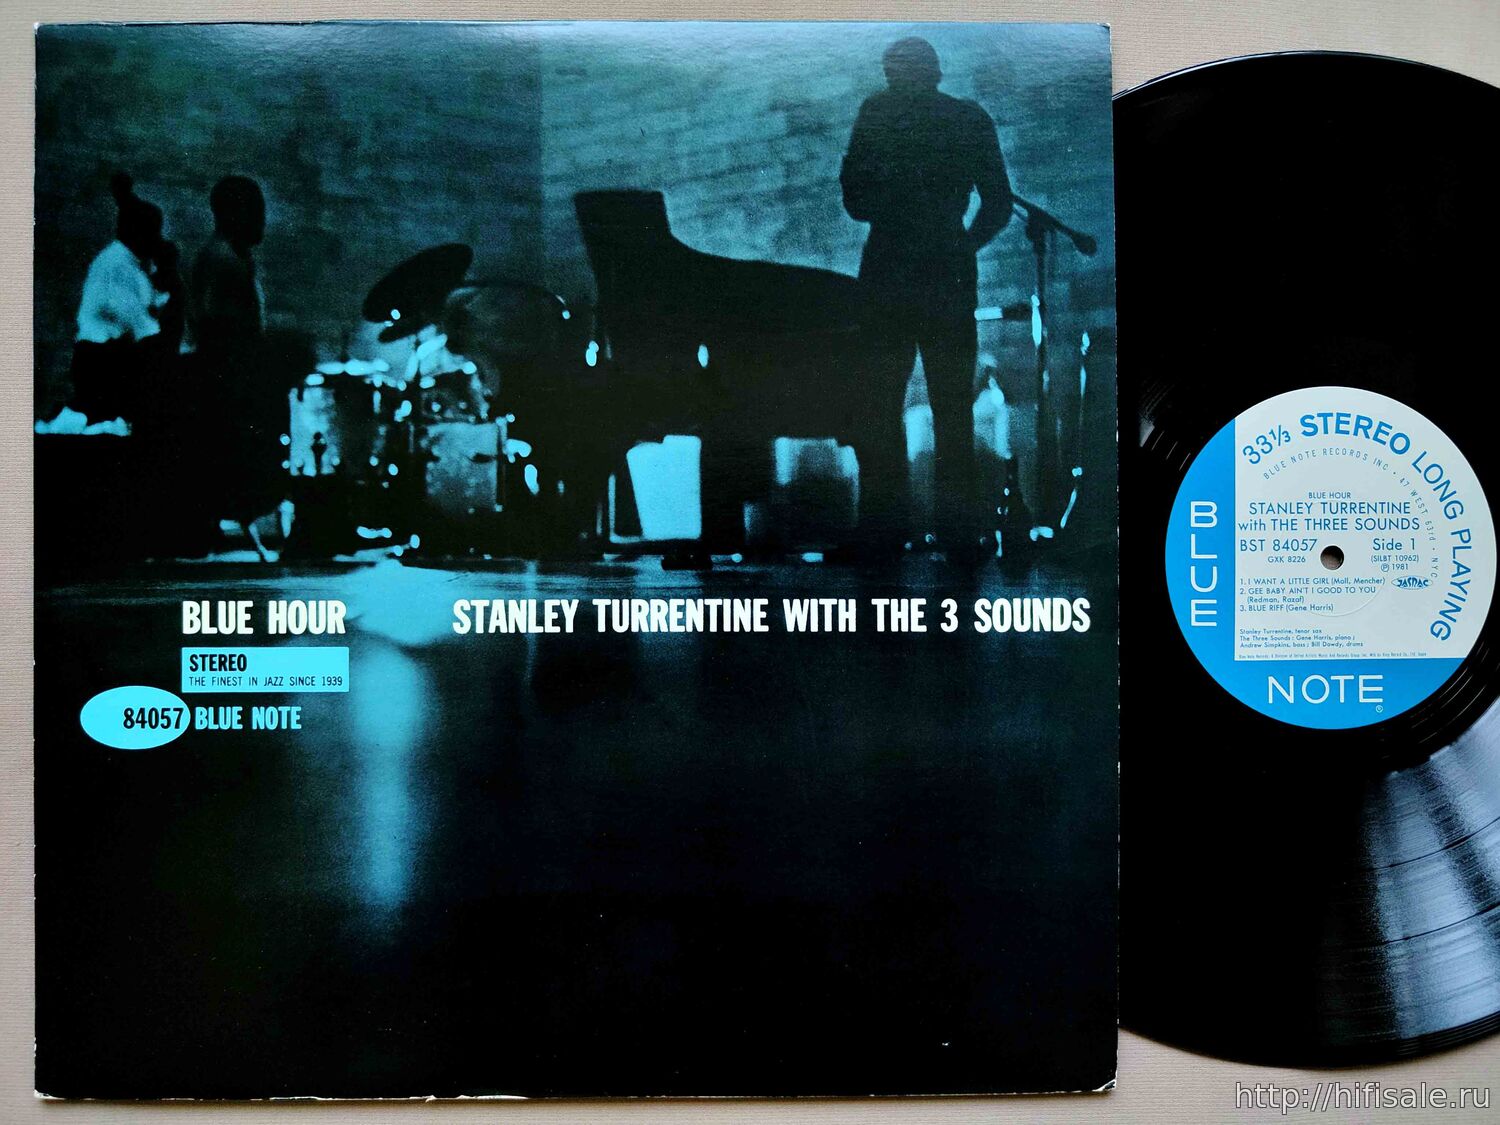 BLUE HOUR
STANLEY TURRENTINE WITH THE 3 SOUNDS
STEREO
THE FINEST IN JAZZ SINCE 1939
84057 BLUE NOTE
33⅓ STEREO LONG PLAYING
BLUE NOTE RECORDS INC • 47 WEST 63rd • NYC
BLUE
NOTE
®
BLUE HOUR
STANLEY TURRENTINE
with THE THREE SOUNDS
BST 84057
Side 1
GXK 8226
(SILBT 10962)
℗ 1981
1. I WANT A LITTLE GIRL (Moll, Mencher)
JASRAC
2. GEE BABY AIN'T I GOOD TO YOU
(Redman, Razaf)
3. BLUE RIFF (Gene Harris)
Stanley Turrentine, tenor sax
The Three Sounds : Gene Harris, piano ;
Andrew Simpkins, bass ; Bill Dowdy, drums
http://hifisale.ru